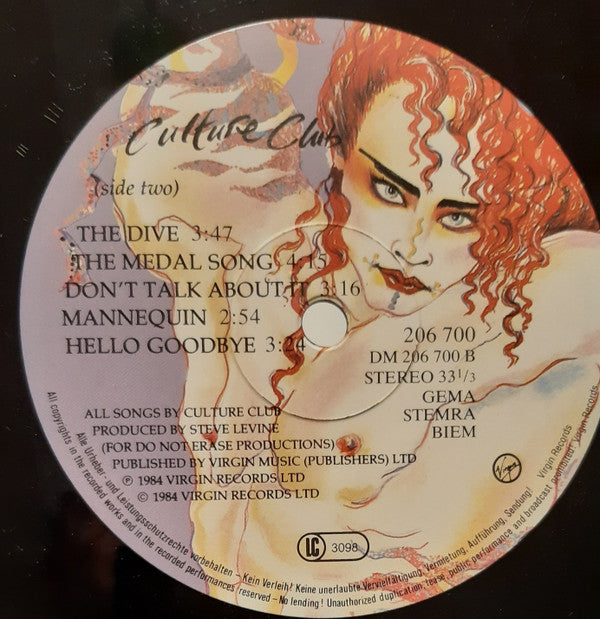 Culture Club
(side two)
THE DIVE 3:47
THE MEDAL SONG 4:15
DON'T TALK ABOUT IT 3:16
MANNEQUIN 2:54
HELLO GOODBYE 3:24
206 700
DM 206 700 B
STEREO 33 1/3
GEMA
STEMRA
BIEM
ALL SONGS BY CULTURE CLUB
PRODUCED BY STEVE LEVINE
(FOR DO NOT ERASE PRODUCTIONS)
PUBLISHED BY VIRGIN MUSIC (PUBLISHERS) LTD
℗ 1984 VIRGIN RECORDS LTD
© 1984 VIRGIN RECORDS LTD
Virgin
LC 3098
Alle Urheber- und Leistungsschutzrechte vorbehalten – Kein Verleih! Keine unerlaubte Vervielfältigung, Vermietung, Aufführung, Sendung! Virgin Records
All copyrights in the recorded works and in the recorded performances reserved – No lending! Unauthorized duplication, lease, public performance and broadcast prohibited! Virgin Records